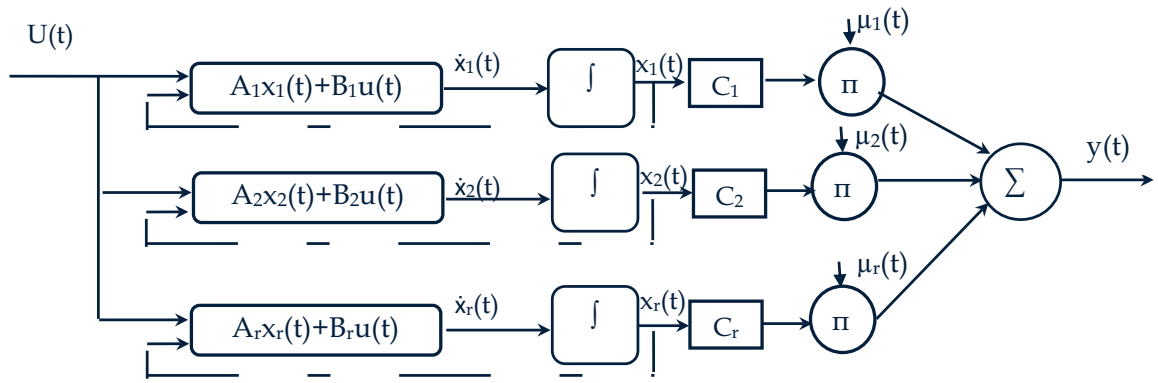 U(t)
A₁x₁(t)+B₁u(t)
ẋ₁(t)
∫
x₁(t)
C₁
π
μ₁(t)
A₂x₂(t)+B₂u(t)
ẋ₂(t)
∫
x₂(t)
C₂
π
μ₂(t)
∑
y(t)
Aᵣxᵣ(t)+Bᵣu(t)
ẋᵣ(t)
∫
xᵣ(t)
Cᵣ
π
μᵣ(t)